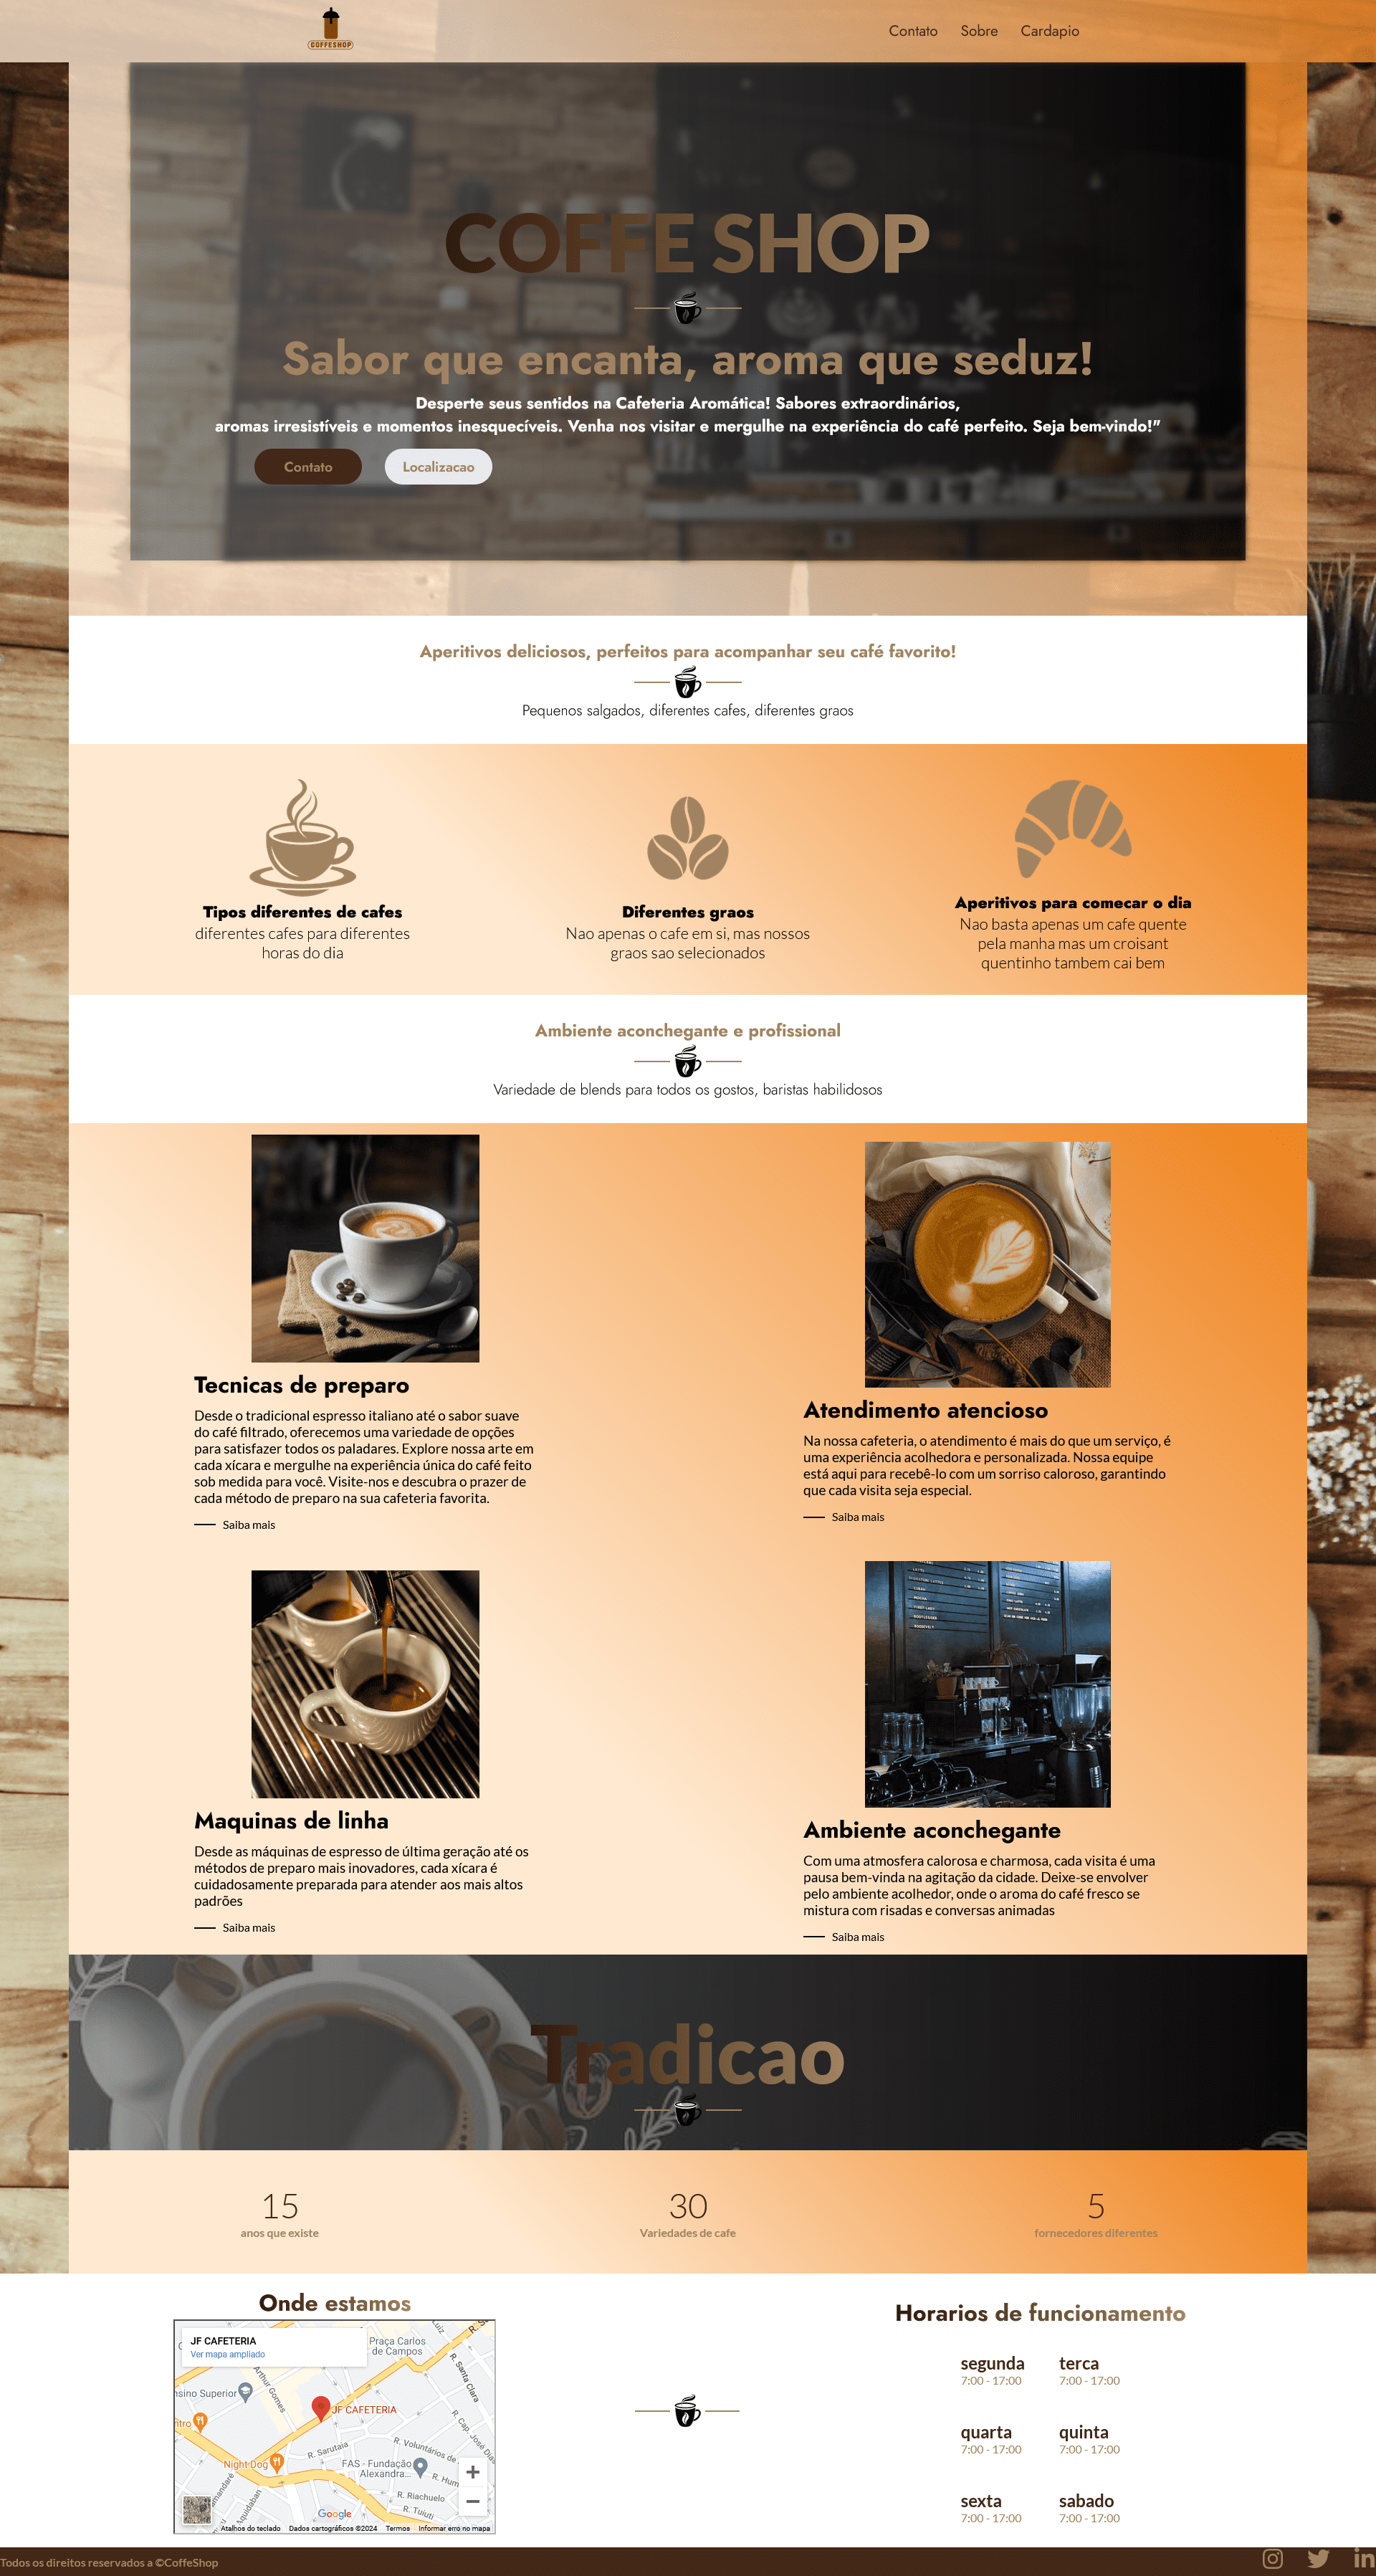 COFFESHOP
Contato Sobre Cardapio
COFFE SHOP
Sabor que encanta, aroma que seduz!
Desperte seus sentidos na Cafeteria Aromática! Sabores extraordinários,
aromas irresistíveis e momentos inesquecíveis. Venha nos visitar e mergulhe na experiência do café perfeito. Seja bem-vindo!"
Contato Localizacao
Aperitivos deliciosos, perfeitos para acompanhar seu café favorito!
Pequenos salgados, diferentes cafes, diferentes graos
Tipos diferentes de cafes
diferentes cafes para diferentes
horas do dia
Diferentes graos
Nao apenas o cafe em si, mas nossos
graos sao selecionados
Aperitivos para comecar o dia
Nao basta apenas um cafe quente
pela manha mas um croisant
quentinho tambem cai bem
Ambiente aconchegante e profissional
Variedade de blends para todos os gostos, baristas habilidosos
Tecnicas de preparo
Desde o tradicional espresso italiano até o sabor suave
do café filtrado, oferecemos uma variedade de opções
para satisfazer todos os paladares. Explore nossa arte em
cada xícara e mergulhe na experiência única do café feito
sob medida para você. Visite-nos e descubra o prazer de
cada método de preparo na sua cafeteria favorita.
Saiba mais
Atendimento atencioso
Na nossa cafeteria, o atendimento é mais do que um serviço, é
uma experiência acolhedora e personalizada. Nossa equipe
está aqui para recebê-lo com um sorriso caloroso, garantindo
que cada visita seja especial.
Saiba mais
Maquinas de linha
Desde as máquinas de espresso de última geração até os
métodos de preparo mais inovadores, cada xícara é
cuidadosamente preparada para atender aos mais altos
padrões
Saiba mais
Ambiente aconchegante
Com uma atmosfera calorosa e charmosa, cada visita é uma
pausa bem-vinda na agitação da cidade. Deixe-se envolver
pelo ambiente acolhedor, onde o aroma do café fresco se
mistura com risadas e conversas animadas
Saiba mais
Tradicao
15
anos que existe
30
Variedades de cafe
5
fornecedores diferentes
Onde estamos
JF CAFETERIA
Ver mapa ampliado
Praça Carlos
de Campos
Luiz
R. Santa Clara
Arthur Gomes
nsino Superior
JF CAFETERIA
ntro
R. Cap. José Dias
R. Sarutaia
R. Voluntários de
Night-Dog
FAS - Fundação
Alexandra...
R. Hum
R. Riachuelo
Aquidaban
R. Tuiuti
Google
Atalhos do teclado Dados cartográficos ©2024 Termos Informar erro no mapa
Horarios de funcionamento
segunda terca
7:00 - 17:00 7:00 - 17:00
quarta quinta
7:00 - 17:00 7:00 - 17:00
sexta sabado
7:00 - 17:00 7:00 - 17:00
Todos os direitos reservados a ©CoffeShop